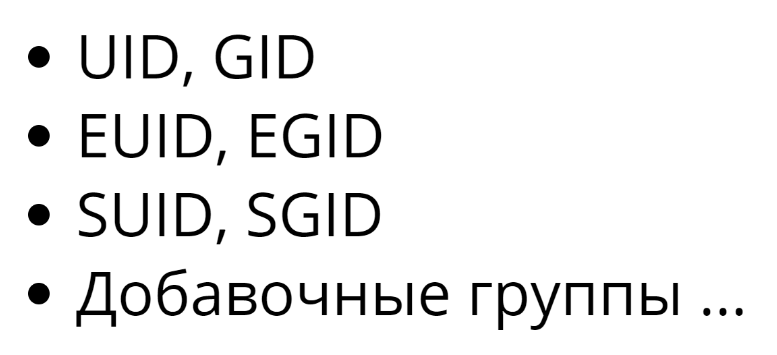 • UID, GID
• EUID, EGID
• SUID, SGID
• Добавочные группы ...